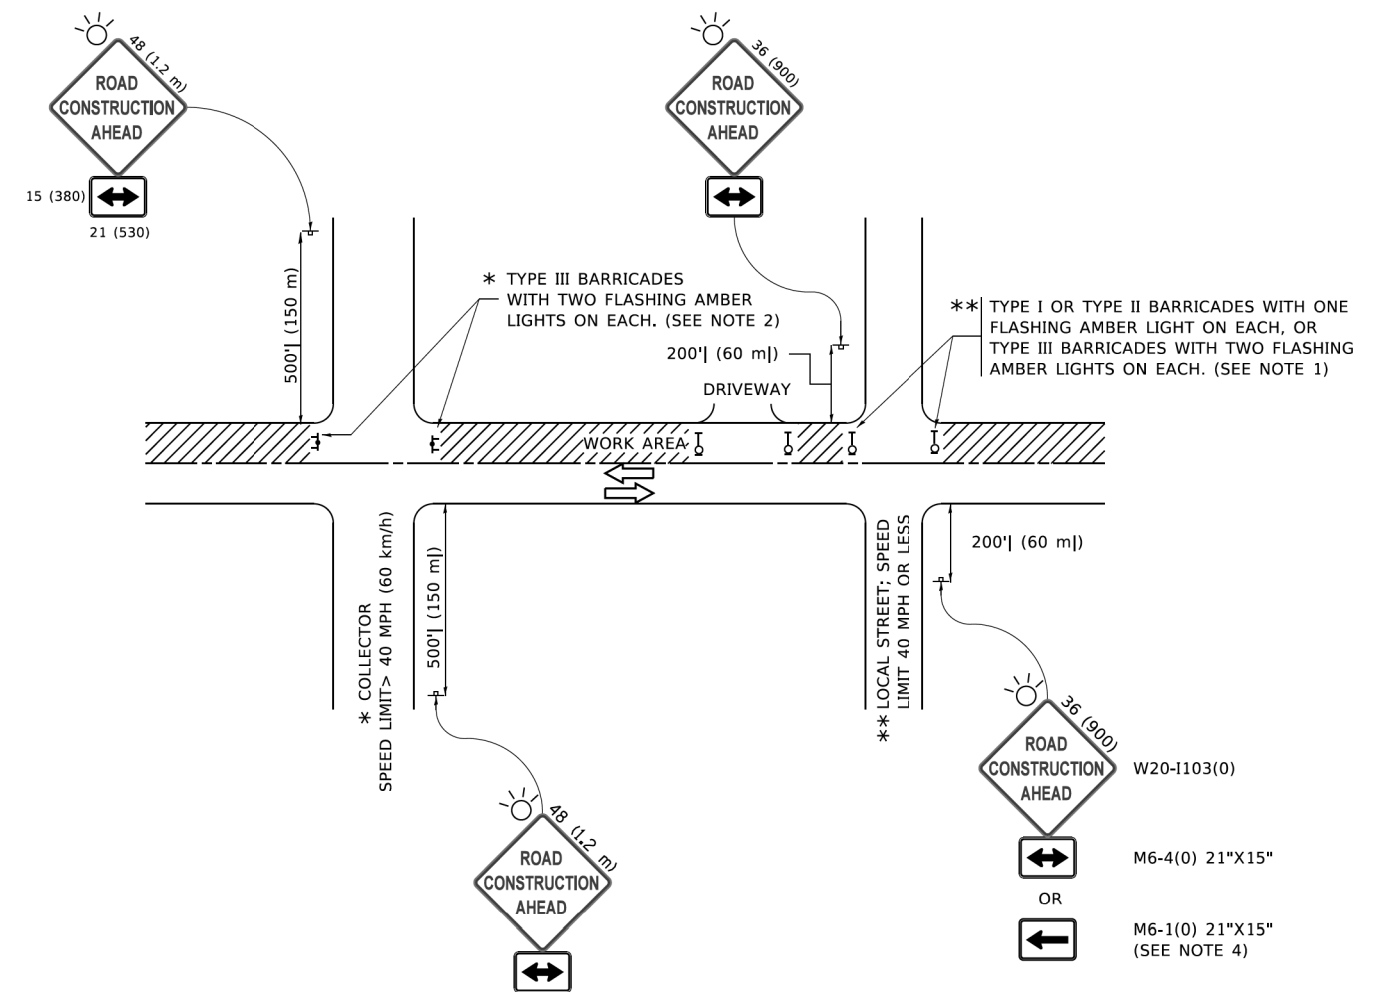 48 (1.2 m)
ROAD
CONSTRUCTION
AHEAD
15 (380)
21 (530)
36 (900)
ROAD
CONSTRUCTION
AHEAD
500'| (150 m)
* TYPE III BARRICADES
WITH TWO FLASHING AMBER
LIGHTS ON EACH. (SEE NOTE 2)
200'| (60 m|)
DRIVEWAY
** TYPE I OR TYPE II BARRICADES WITH ONE
FLASHING AMBER LIGHT ON EACH, OR
TYPE III BARRICADES WITH TWO FLASHING
AMBER LIGHTS ON EACH. (SEE NOTE 1)
WORK AREA
* COLLECTOR
SPEED LIMIT> 40 MPH (60 km/h)
500'| (150 m|)
** LOCAL STREET; SPEED
LIMIT 40 MPH OR LESS
200'| (60 m|)
48 (1.2 m)
ROAD
CONSTRUCTION
AHEAD
36 (900)
ROAD
CONSTRUCTION
AHEAD
W20-I103(0)
M6-4(0) 21"X15"
OR
M6-1(0) 21"X15"
(SEE NOTE 4)